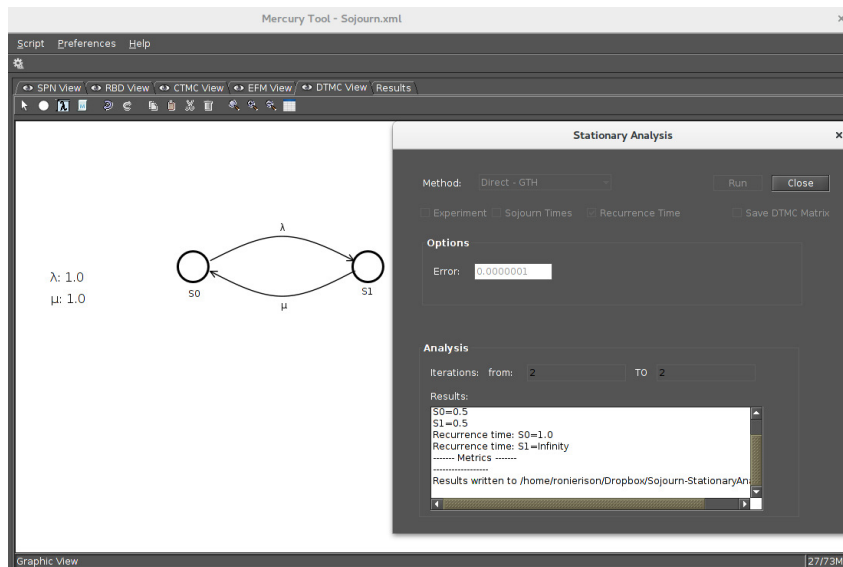 Mercury Tool - Sojourn.xml
×
Script Preferences Help
SPN View RBD View CTMC View EFM View DTMC View Results
Stationary Analysis
×
Method: Direct - GTH Run Close
Experiment Sojourn Times Recurrence Time Save DTMC Matrix
Options
Error: 0.0000001
λ
λ: 1.0
μ: 1.0
S0
S1
μ
Analysis
Iterations: from: 2 TO 2
Results:
S0=0.5
S1=0.5
Recurrence time: S0=1.0
Recurrence time: S1=Infinity
------- Metrics -------
------------------
Results written to /home/ronierison/Dropbox/Sojourn-StationaryAn
Graphic View
27/73M